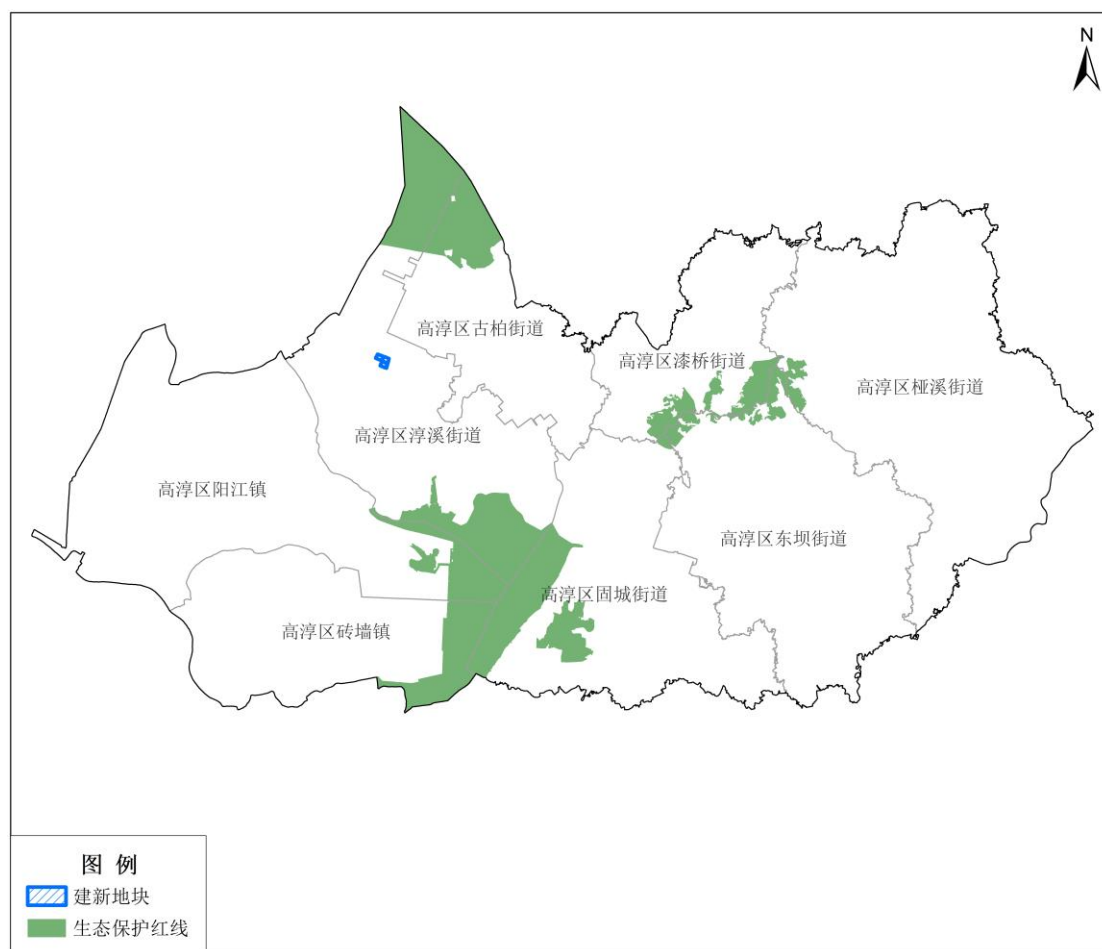 N
高淳区古柏街道
高淳区漆桥街道
高淳区桠溪街道
高淳区淳溪街道
高淳区阳江镇
高淳区东坝街道
高淳区固城街道
高淳区砖墙镇
图 例
建新地块
生态保护红线